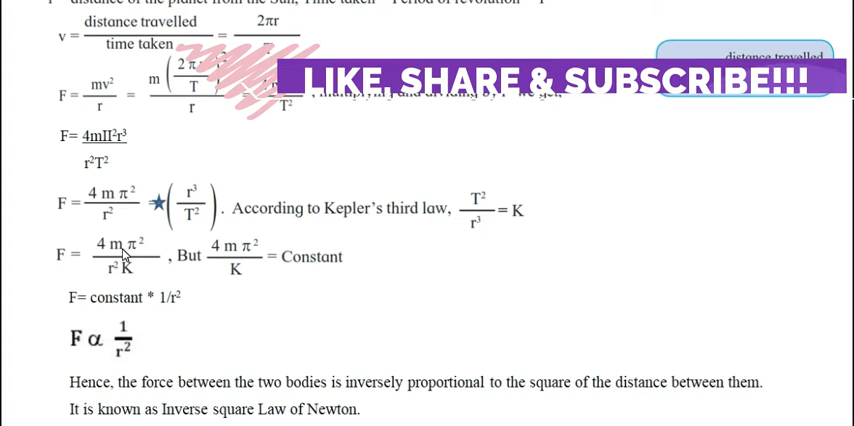 distance of the planet from the Sun, Time taken = Period of revolution
v = distance travelled / time taken = 2πr
distance travelled
LIKE, SHARE & SUBSCRIBE!!!
F = mv² / r = m ( 2 π / T / r = T²
F= 4mII²r³
r²T²
F = 4 m π² / r² ★ ( r³ / T² ) . According to Kepler's third law, T² / r³ = K
F = 4 m π² / r² K , But 4 m π² / K = Constant
F= constant * 1/r²
F α 1 / r²
Hence, the force between the two bodies is inversely proportional to the square of the distance between them.
It is known as Inverse square Law of Newton.